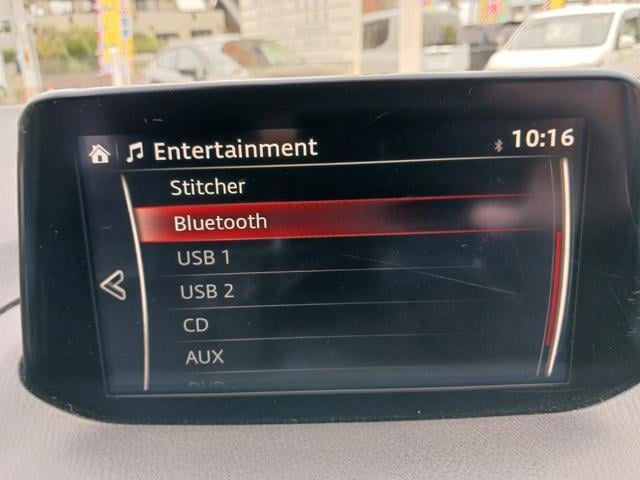 Entertainment
10:16
Stitcher
Bluetooth
USB 1
USB 2
CD
AUX